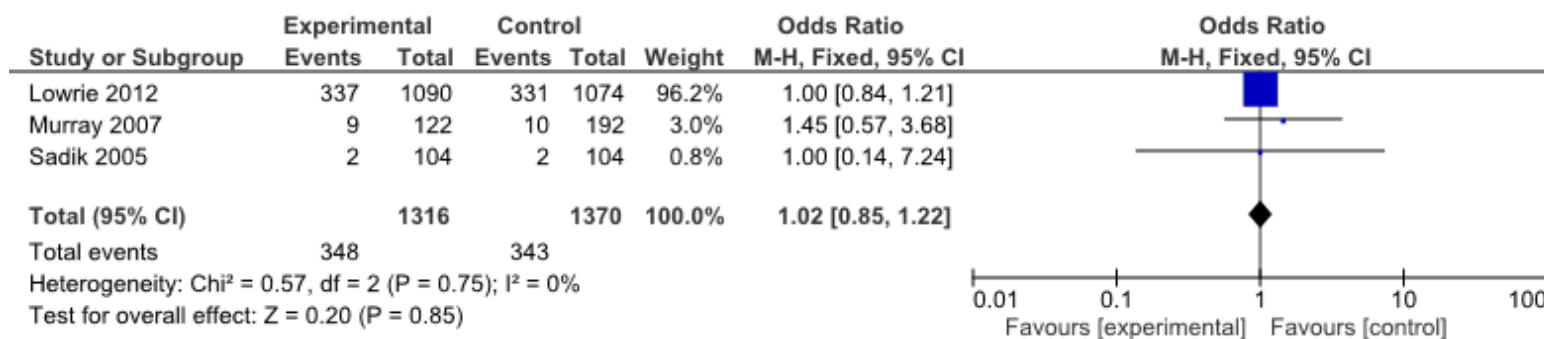 Experimental Control Odds Ratio Odds Ratio
Study or Subgroup Events Total Events Total Weight M-H, Fixed, 95% CI M-H, Fixed, 95% CI
Lowrie 2012 337 1090 331 1074 96.2% 1.00 [0.84, 1.21]
Murray 2007 9 122 10 192 3.0% 1.45 [0.57, 3.68]
Sadik 2005 2 104 2 104 0.8% 1.00 [0.14, 7.24]
Total (95% CI) 1316 1370 100.0% 1.02 [0.85, 1.22]
Total events 348 343
Heterogeneity: Chi² = 0.57, df = 2 (P = 0.75); I² = 0%
Test for overall effect: Z = 0.20 (P = 0.85)
0.01 0.1 1 10 100
Favours [experimental] Favours [control]